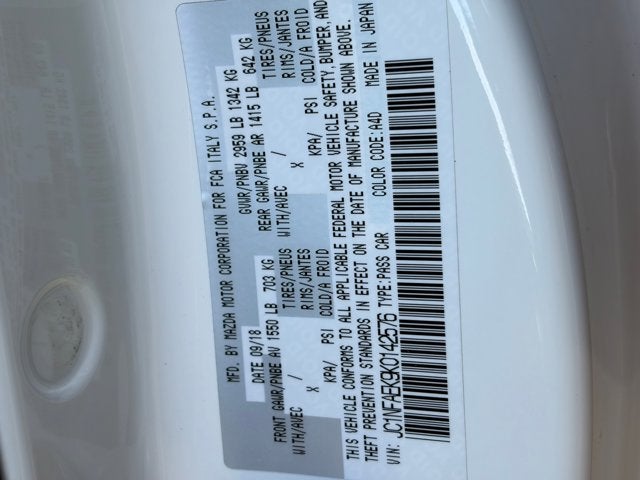 MFD. BY MAZDA MOTOR CORPORATION FOR FCA ITALY S.P.A.
DATE 09/18 GVWR/PNBV 2959 LB 1342 KG
FRONT GAWR/PNBE AV 1550 LB 703 KG REAR GAWR/PNBE AR 1415 LB 642 KG
WITH/AVEC / TIRES/PNEUS WITH/AVEC / TIRES/PNEUS
X RIMS/JANTES X RIMS/JANTES
KPA/ PSI COLD/A FROID KPA/ PSI COLD/A FROID
THIS VEHICLE CONFORMS TO ALL APPLICABLE FEDERAL MOTOR VEHICLE SAFETY, BUMPER, AND
THEFT PREVENTION STANDARDS IN EFFECT ON THE DATE OF MANUFACTURE SHOWN ABOVE.
VIN: JC1NFAEK9K0142576 TYPE:PASS CAR COLOR CODE:A4D MADE IN JAPAN